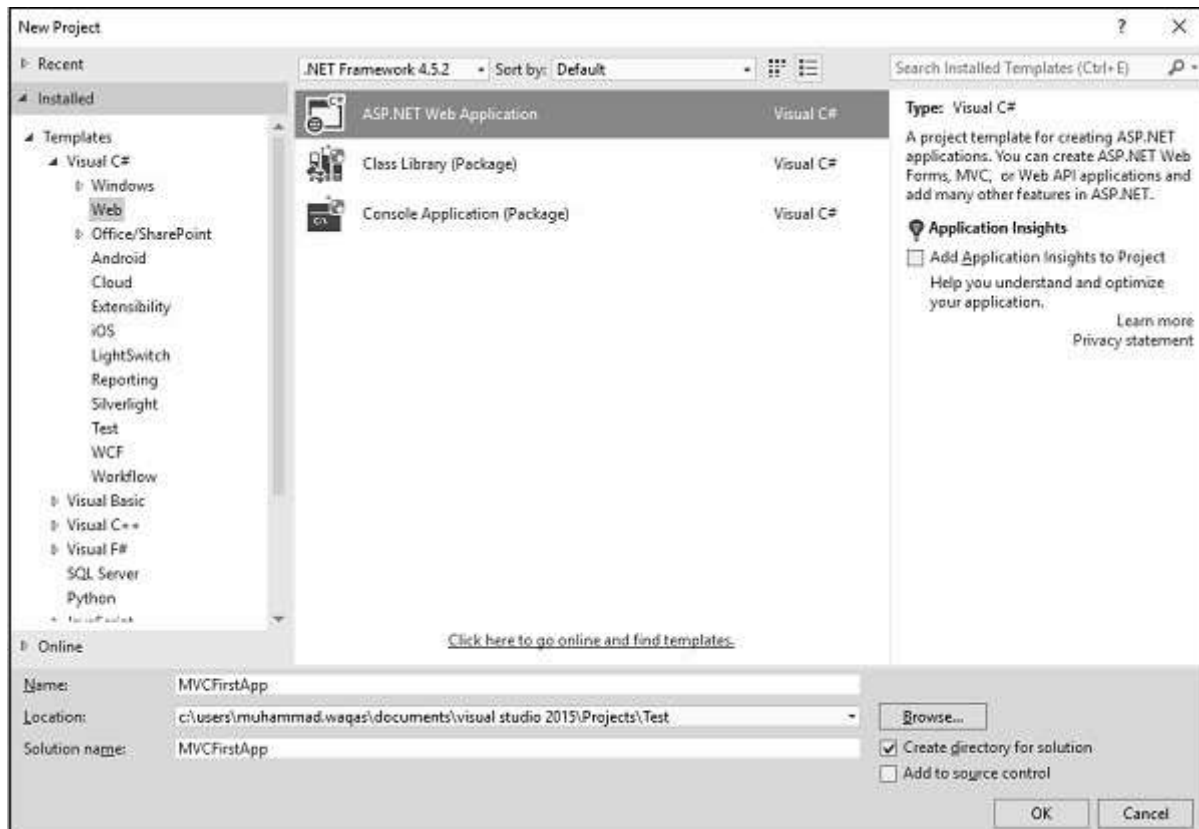 New Project
?
Recent
.NET Framework 4.5.2
Sort by: Default
Search Installed Templates (Ctrl+E)
Installed
Templates
Visual C#
Windows
Web
Office/SharePoint
Android
Cloud
Extensibility
iOS
LightSwitch
Reporting
Silverlight
Test
WCF
Workflow
Visual Basic
Visual C++
Visual F#
SQL Server
Python
Online
ASP.NET Web Application Visual C#
Class Library (Package) Visual C#
Console Application (Package) Visual C#
Click here to go online and find templates.
Type: Visual C#
A project template for creating ASP.NET
applications. You can create ASP.NET Web
Forms, MVC, or Web API applications and
add many other features in ASP.NET.
Application Insights
Add Application Insights to Project
Help you understand and optimize
your application.
Learn more
Privacy statement
Name: MVCFirstApp
Location: c:\users\muhammad.waqas\documents\visual studio 2015\Projects\Test
Browse...
Solution name: MVCFirstApp
Create directory for solution
Add to source control
OK
Cancel